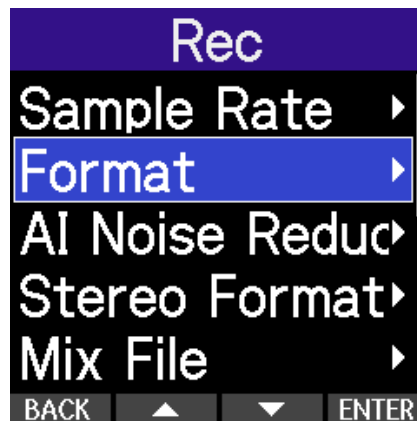 Rec
Sample Rate
Format
AI Noise Reduc
Stereo Format
Mix File
BACK ENTER